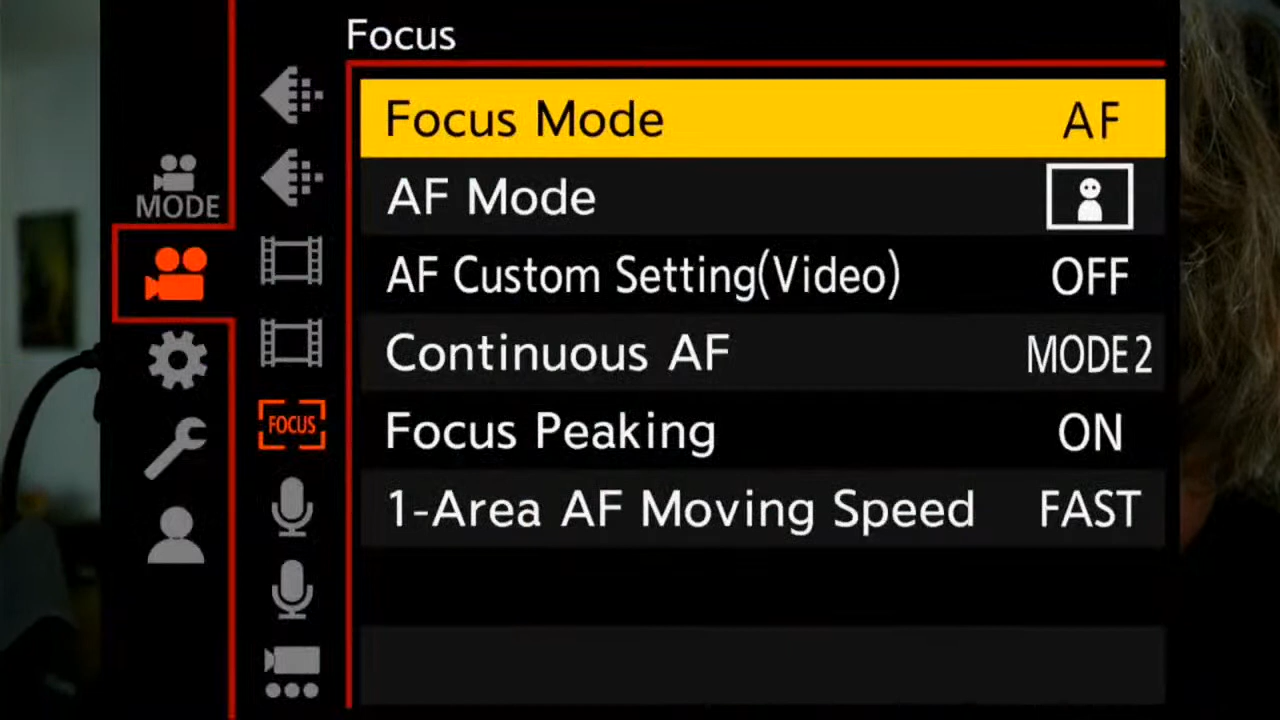 Focus
Focus Mode AF
MODE
AF Mode
AF Custom Setting(Video) OFF
Continuous AF MODE2
FOCUS
Focus Peaking ON
1-Area AF Moving Speed FAST